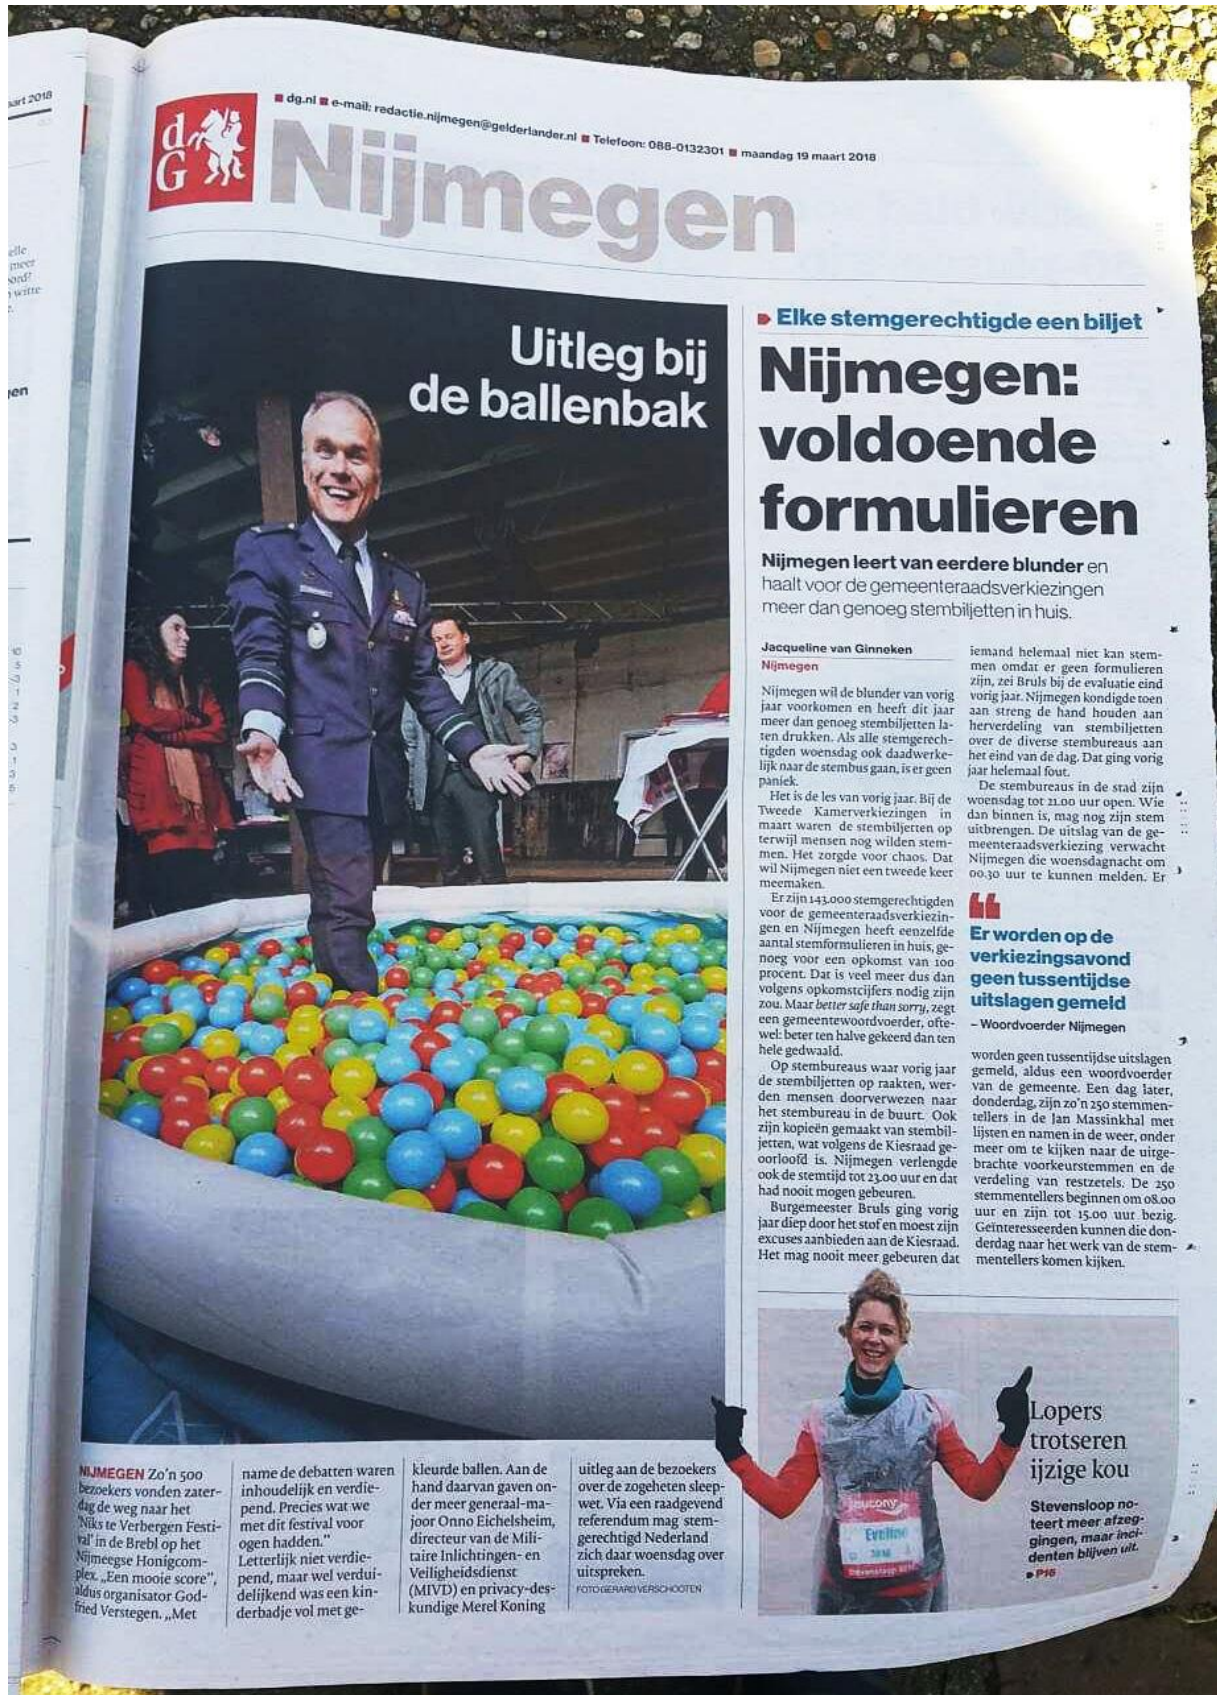 aart 2018
elle
meer
oord?
witte
d
G
dg.nl ■ e-mail: redactie.nijmegen@gelderlander.nl ■ Telefoon: 088-0132301 ■ maandag 19 maart 2018
Nijmegen
Uitleg bij
de ballenbak
Elke stemgerechtigde een biljet
Nijmegen:
voldoende
formulieren
Nijmegen leert van eerdere blunder en
haalt voor de gemeenteraadsverkiezingen
meer dan genoeg stembiljetten in huis.
Jacqueline van Ginneken
Nijmegen
Nijmegen wil de blunder van vorig
jaar voorkomen en heeft dit jaar
meer dan genoeg stembiljetten la-
ten drukken. Als alle stemgerech-
tigden woensdag ook daadwerke-
lijk naar de stembus gaan, is er geen
paniek.
Het is de les van vorig jaar. Bij de
Tweede Kamerverkiezingen in
maart waren de stembiljetten op
terwijl mensen nog wilden stem-
men. Het zorgde voor chaos. Dat
wil Nijmegen niet een tweede keer
meemaken.
Er zijn 143.000 stemgerechtigden
voor de gemeenteraadsverkiezin-
gen en Nijmegen heeft eenzelfde
aantal stemformulieren in huis, ge-
noeg voor een opkomst van 100
procent. Dat is veel meer dus dan
volgens opkomstcijfers nodig zijn
zou. Maar better safe than sorry, zegt
een gemeentewoordvoerder, ofte-
wel: beter ten halve gekeerd dan ten
hele gedwaald.
Op stembureaus waar vorig jaar
de stembiljetten op raakten, wer-
den mensen doorverwezen naar
het stembureau in de buurt. Ook
zijn kopieën gemaakt van stembil-
jetten, wat volgens de Kiesraad ge-
oorloofd is. Nijmegen verlengde
ook de stemtijd tot 23.00 uur en dat
had nooit mogen gebeuren.
Burgemeester Bruls ging vorig
jaar diep door het stof en moest zijn
excuses aanbieden aan de Kiesraad.
Het mag nooit meer gebeuren dat
iemand helemaal niet kan stem-
men omdat er geen formulieren
zijn, zei Bruls bij de evaluatie eind
vorig jaar. Nijmegen kondigde toen
aan streng de hand houden aan
herverdeling van stembiljetten
over de diverse stembureaus aan
het eind van de dag. Dat ging vorig
jaar helemaal fout.
De stembureaus in de stad zijn
woensdag tot 21.00 uur open. Wie
dan binnen is, mag nog zijn stem
uitbrengen. De uitslag van de ge-
meenteraadsverkiezing verwacht
Nijmegen die woensdagnacht om
00.30 uur te kunnen melden. Er
Er worden op de
verkiezingsavond
geen tussentijdse
uitslagen gemeld
– Woordvoerder Nijmegen
worden geen tussentijdse uitslagen
gemeld, aldus een woordvoerder
van de gemeente. Een dag later,
donderdag, zijn zo'n 250 stemmen-
tellers in de Jan Massinkhal met
lijsten en namen in de weer, onder
meer om te kijken naar de uitge-
brachte voorkeurstemmen en de
verdeling van restzetels. De 250
stemmentellers beginnen om 08.00
uur en zijn tot 15.00 uur bezig.
Geïnteresseerden kunnen die don-
derdag naar het werk van de stem-
mentellers komen kijken.
NIJMEGEN Zo'n 500
bezoekers vonden zater-
dag de weg naar het
'Niks te Verbergen Festi-
val' in de Brebl op het
Nijmeegse Honigcom-
plex. „Een mooie score",
aldus organisator God-
fried Verstegen. „Met
name de debatten waren
inhoudelijk en verdie-
pend. Precies wat we
met dit festival voor
ogen hadden."
Letterlijk niet verdie-
pend, maar wel verdui-
delijkend was een kin-
derbadje vol met ge-
kleurde ballen. Aan de
hand daarvan gaven on-
der meer generaal-ma-
joor Onno Eichelsheim,
directeur van de Mili-
taire Inlichtingen- en
Veiligheidsdienst
(MIVD) en privacy-des-
kundige Merel Koning
uitleg aan de bezoekers
over de zogeheten sleep-
wet. Via een raadgevend
referendum mag stem-
gerechtigd Nederland
zich daar woensdag over
uitspreken.
FOTO GERARD VERSCHOOTEN
saucony
Eveline
Stevensloop
Lopers
trotseren
ijzige kou
Stevensloop no-
teert meer afzeg-
gingen, maar inci-
denten blijven uit.
P16